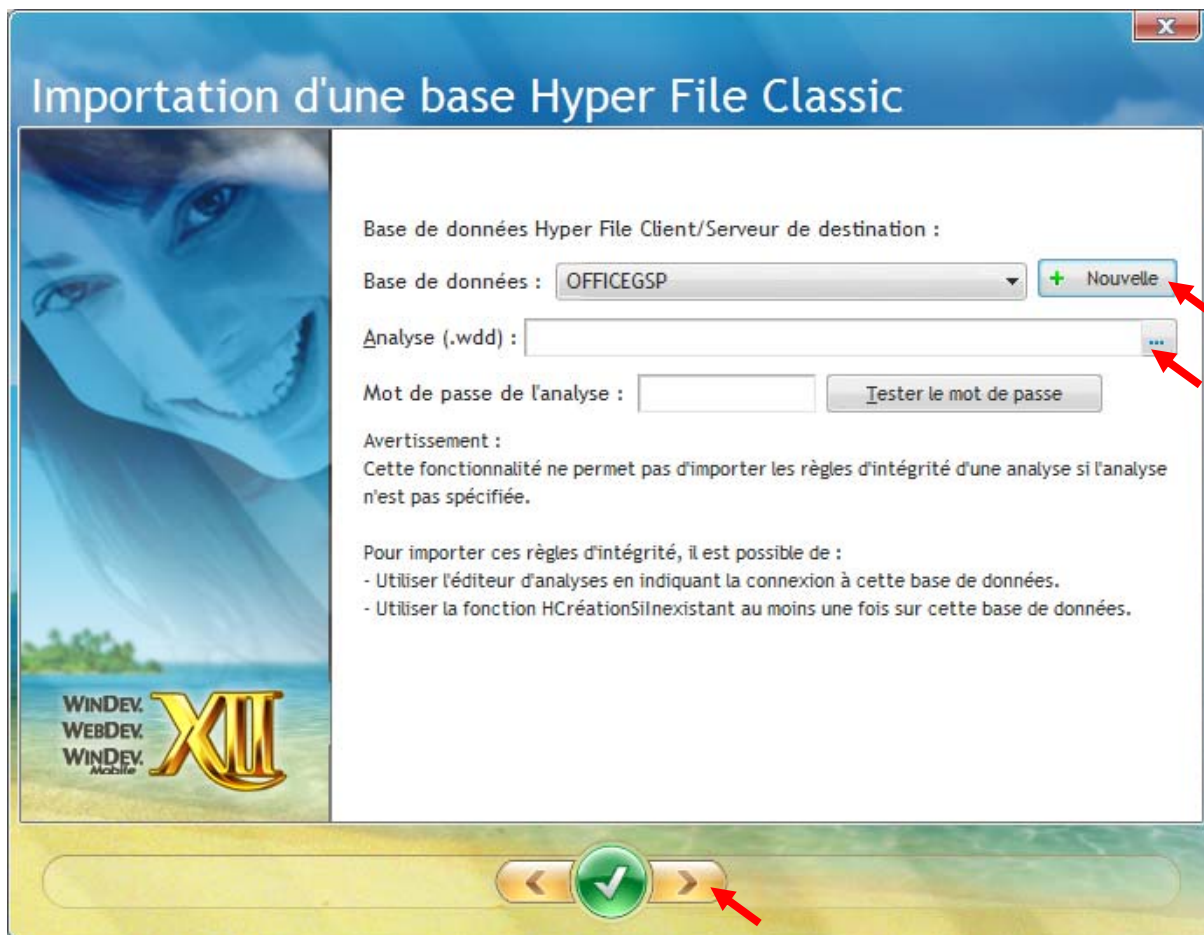 X
Importation d'une base Hyper File Classic
Base de données Hyper File Client/Serveur de destination :
Base de données : OFFICEGSP + Nouvelle
Analyse (.wdd) : ...
Mot de passe de l'analyse : Tester le mot de passe
Avertissement :
Cette fonctionnalité ne permet pas d'importer les règles d'intégrité d'une analyse si l'analyse
n'est pas spécifiée.
Pour importer ces règles d'intégrité, il est possible de :
- Utiliser l'éditeur d'analyses en indiquant la connexion à cette base de données.
- Utiliser la fonction HCréationSiInexistant au moins une fois sur cette base de données.
WINDEV.
WEBDEV.
WINDEV.
Mobile
XII